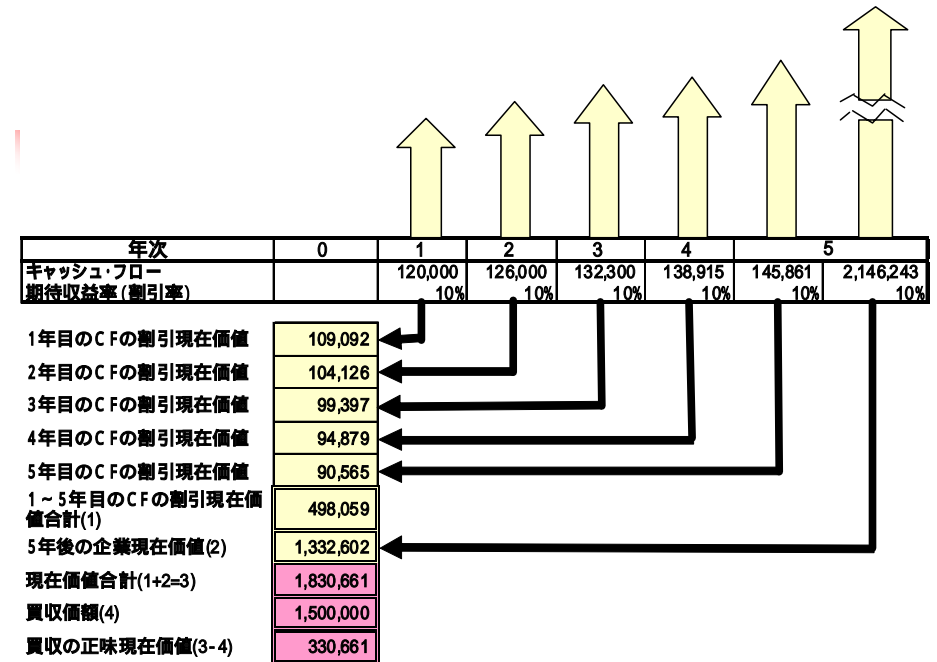 年次 0 1 2 3 4 5
キャッシュ・フロー 120,000 126,000 132,300 138,915 145,861 2,146,243
期待収益率(割引率) 10% 10% 10% 10% 10% 10%
1年目のCFの割引現在価値 109,092
2年目のCFの割引現在価値 104,126
3年目のCFの割引現在価値 99,397
4年目のCFの割引現在価値 94,879
5年目のCFの割引現在価値 90,565
1~5年目のCFの割引現在価
値合計(1) 498,059
5年後の企業現在価値(2) 1,332,602
現在価値合計(1+2=3) 1,830,661
買収価額(4) 1,500,000
買収の正味現在価値(3-4) 330,661